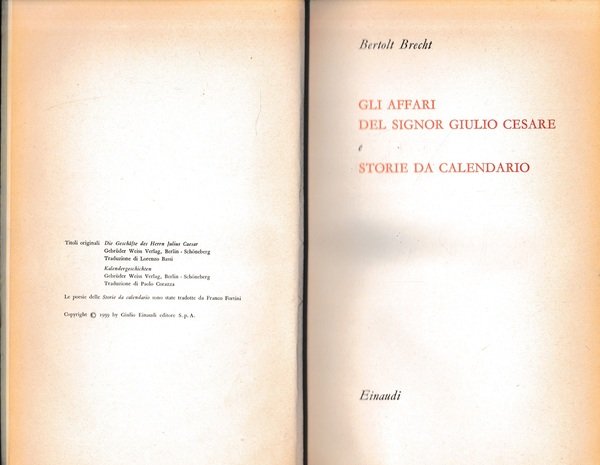 Titoli originali Die Geschäfte des Herrn Julius Caesar
Gebrüder Weiss Verlag, Berlin - Schöneberg
Traduzione di Lorenzo Bassi
Kalendergeschichten
Gebrüder Weiss Verlag, Berlin - Schöneberg
Traduzione di Paolo Corazza
Le poesie delle Storie da calendario sono state tradotte da Franco Fortini
Copyright © 1959 by Giulio Einaudi editore S.p.A.
Bertolt Brecht
GLI AFFARI
DEL SIGNOR GIULIO CESARE
e
STORIE DA CALENDARIO
Einaudi